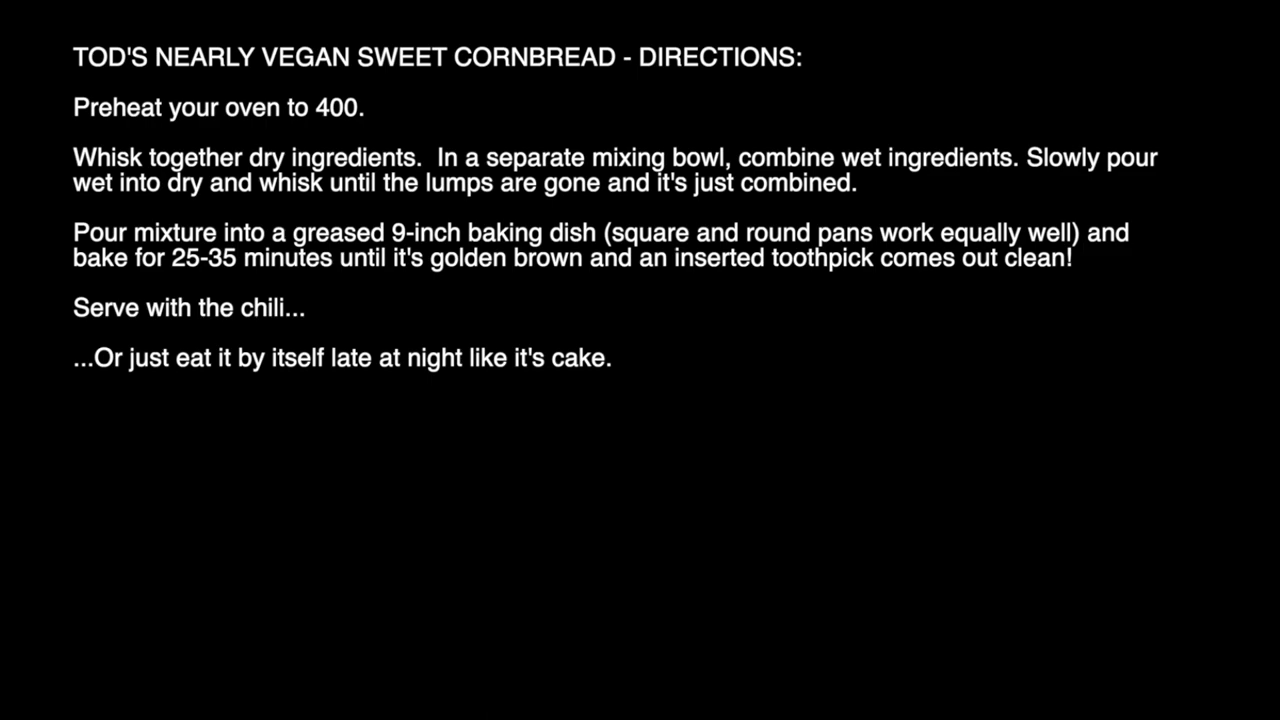 TOD'S NEARLY VEGAN SWEET CORNBREAD - DIRECTIONS:
Preheat your oven to 400.
Whisk together dry ingredients.  In a separate mixing bowl, combine wet ingredients. Slowly pour
wet into dry and whisk until the lumps are gone and it's just combined.
Pour mixture into a greased 9-inch baking dish (square and round pans work equally well) and
bake for 25-35 minutes until it's golden brown and an inserted toothpick comes out clean!
Serve with the chili...
...Or just eat it by itself late at night like it's cake.